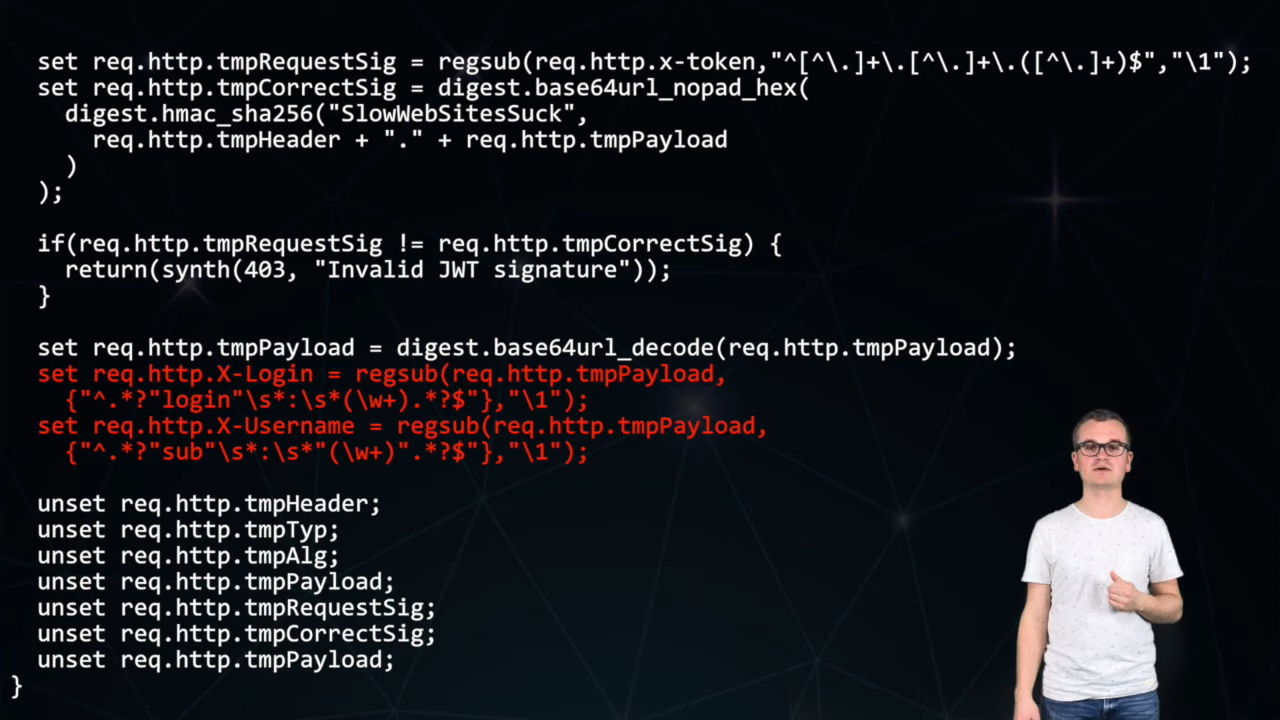 set req.http.tmpRequestSig = regsub(req.http.x-token,"^[^\.]+\.[^\.]+\.([^\.]+)$","\1");
set req.http.tmpCorrectSig = digest.base64url_nopad_hex(
digest.hmac_sha256("SlowWebSitesSuck",
req.http.tmpHeader + "." + req.http.tmpPayload
)
);
if(req.http.tmpRequestSig != req.http.tmpCorrectSig) {
return(synth(403, "Invalid JWT signature"));
}
set req.http.tmpPayload = digest.base64url_decode(req.http.tmpPayload);
set req.http.X-Login = regsub(req.http.tmpPayload,
{"^.*?"login"\s*:\s*(\w+).*?$"},"\1");
set req.http.X-Username = regsub(req.http.tmpPayload,
{"^.*?"sub"\s*:\s*"(\w+)".*?$"},"\1");
unset req.http.tmpHeader;
unset req.http.tmpTyp;
unset req.http.tmpAlg;
unset req.http.tmpPayload;
unset req.http.tmpRequestSig;
unset req.http.tmpCorrectSig;
unset req.http.tmpPayload;
}